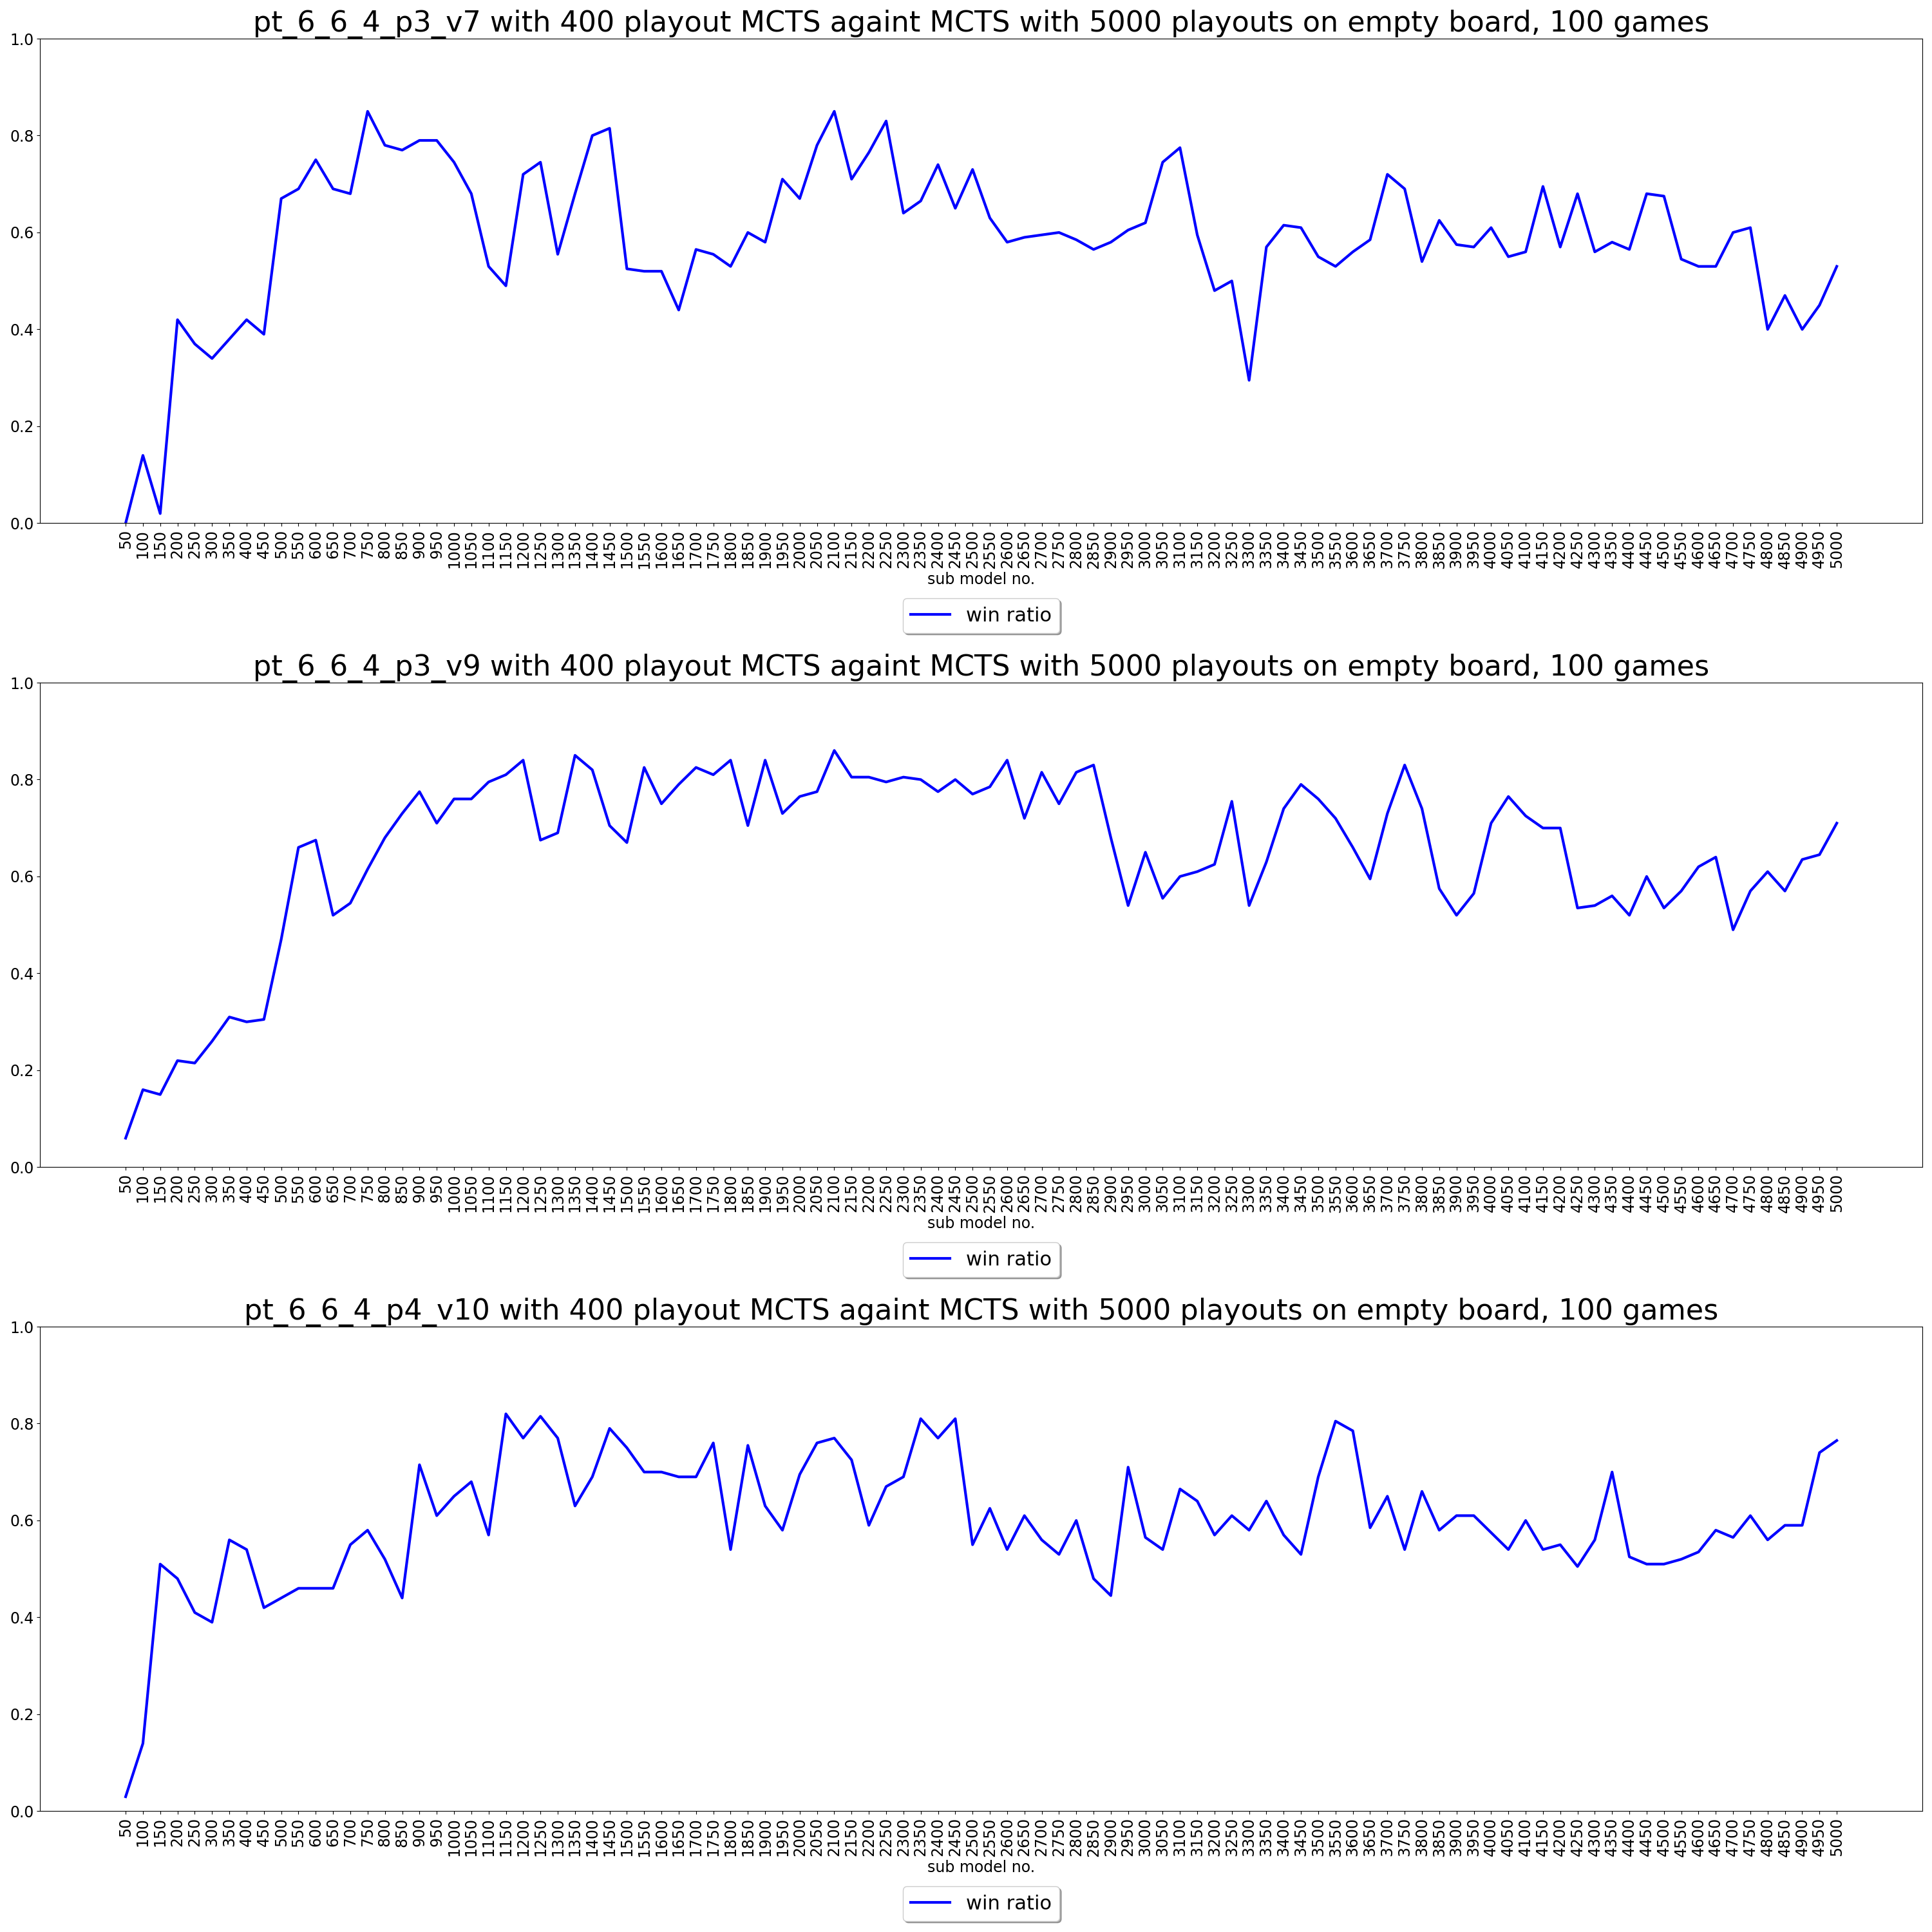 pt_6_6_4_p3_v7 with 400 playout MCTS againt MCTS with 5000 playouts on empty board, 100 games
1.0
0.8
0.6
0.4
0.2
0.0
50 100 150 200 250 300 350 400 450 500 550 600 650 700 750 800 850 900 950 1000 1050 1100 1150 1200 1250 1300 1350 1400 1450 1500 1550 1600 1650 1700 1750 1800 1850 1900 1950 2000 2050 2100 2150 2200 2250 2300 2350 2400 2450 2500 2550 2600 2650 2700 2750 2800 2850 2900 2950 3000 3050 3100 3150 3200 3250 3300 3350 3400 3450 3500 3550 3600 3650 3700 3750 3800 3850 3900 3950 4000 4050 4100 4150 4200 4250 4300 4350 4400 4450 4500 4550 4600 4650 4700 4750 4800 4850 4900 4950 5000
sub model no.
win ratio
pt_6_6_4_p3_v9 with 400 playout MCTS againt MCTS with 5000 playouts on empty board, 100 games
1.0
0.8
0.6
0.4
0.2
0.0
50 100 150 200 250 300 350 400 450 500 550 600 650 700 750 800 850 900 950 1000 1050 1100 1150 1200 1250 1300 1350 1400 1450 1500 1550 1600 1650 1700 1750 1800 1850 1900 1950 2000 2050 2100 2150 2200 2250 2300 2350 2400 2450 2500 2550 2600 2650 2700 2750 2800 2850 2900 2950 3000 3050 3100 3150 3200 3250 3300 3350 3400 3450 3500 3550 3600 3650 3700 3750 3800 3850 3900 3950 4000 4050 4100 4150 4200 4250 4300 4350 4400 4450 4500 4550 4600 4650 4700 4750 4800 4850 4900 4950 5000
sub model no.
win ratio
pt_6_6_4_p4_v10 with 400 playout MCTS againt MCTS with 5000 playouts on empty board, 100 games
1.0
0.8
0.6
0.4
0.2
0.0
50 100 150 200 250 300 350 400 450 500 550 600 650 700 750 800 850 900 950 1000 1050 1100 1150 1200 1250 1300 1350 1400 1450 1500 1550 1600 1650 1700 1750 1800 1850 1900 1950 2000 2050 2100 2150 2200 2250 2300 2350 2400 2450 2500 2550 2600 2650 2700 2750 2800 2850 2900 2950 3000 3050 3100 3150 3200 3250 3300 3350 3400 3450 3500 3550 3600 3650 3700 3750 3800 3850 3900 3950 4000 4050 4100 4150 4200 4250 4300 4350 4400 4450 4500 4550 4600 4650 4700 4750 4800 4850 4900 4950 5000
sub model no.
win ratio